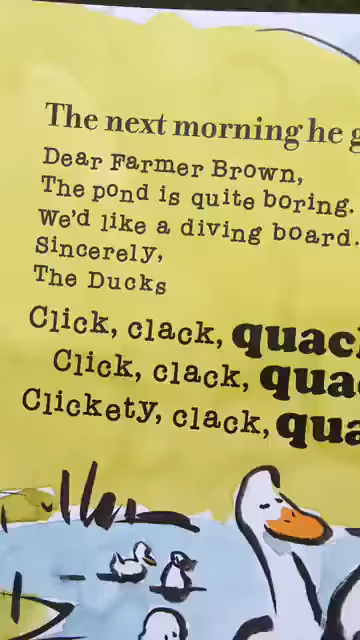 The next morning he
Dear Farmer Brown,
The pond is quite boring.
We'd like a diving board.
Sincerely,
The Ducks
Click, clack,
Click, clack,
Clickety, clack,